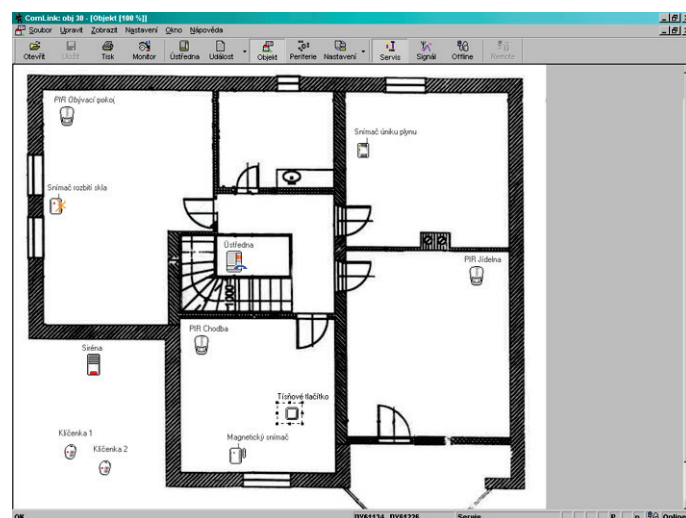 ComLink: obj 30 - [Objekt [100 %]]
Soubor Upravit Zobrazit Nastavení Okno Nápověda
Otevřít Uložit Tisk Monitor Ústředna Událost Objekt Periferie Nastavení Servis Signál Offline Remote
PIR Obývací pokoj
Snímač úniku plynu
Snímač rozbití skla
Ústředna
PIR Jídelna
1000
PIR Chodba
Siréna
Tísňové tlačítko
Klíčenka 1
Magnetický snímač
Klíčenka 2
OK Servis P p Online